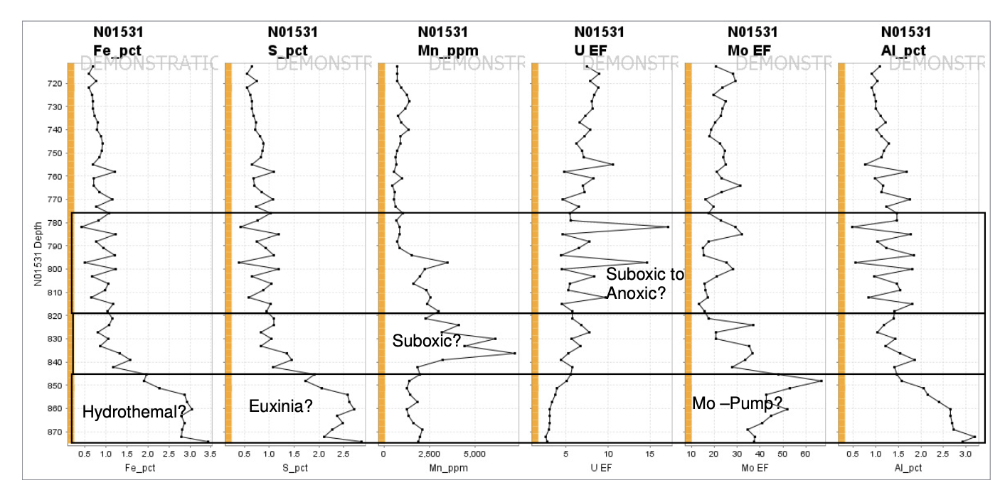 N01531
Fe_pct
N01531
S_pct
N01531
Mn_ppm
N01531
U EF
N01531
Mo EF
N01531
Al_pct
DEMONSTRATIC
DEMONSTR
DEMONSTR
DEMONSTR
DEMONSTR
DEMONSTR
N01531 Depth
720
730
740
750
760
770
780
790
800
810
820
830
840
850
860
870
Suboxic to
Anoxic?
Suboxic?
Hydrothemal?
Euxinia?
Mo –Pump?
0.5 1.0 1.5 2.0 2.5 3.0 3.5
0.5 1.0 1.5 2.0 2.5
0 2,500 5,000
5 10 15
10 20 30 40 50 60
0.5 1.0 1.5 2.0 2.5 3.0
Fe_pct
S_pct
Mn_ppm
U EF
Mo EF
Al_pct